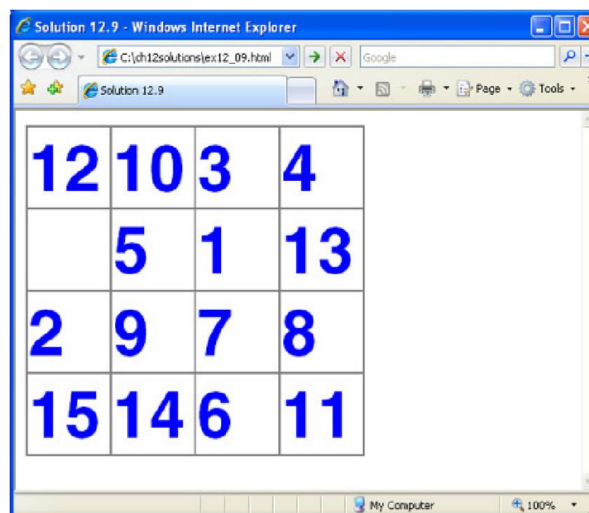 Solution 12.9 - Windows Internet Explorer
C:\ch12solutions\ex12_09.html Google
Solution 12.9 Page Tools
12 10 3 4
5 1 13
2 9 7 8
15 14 6 11
My Computer 100%